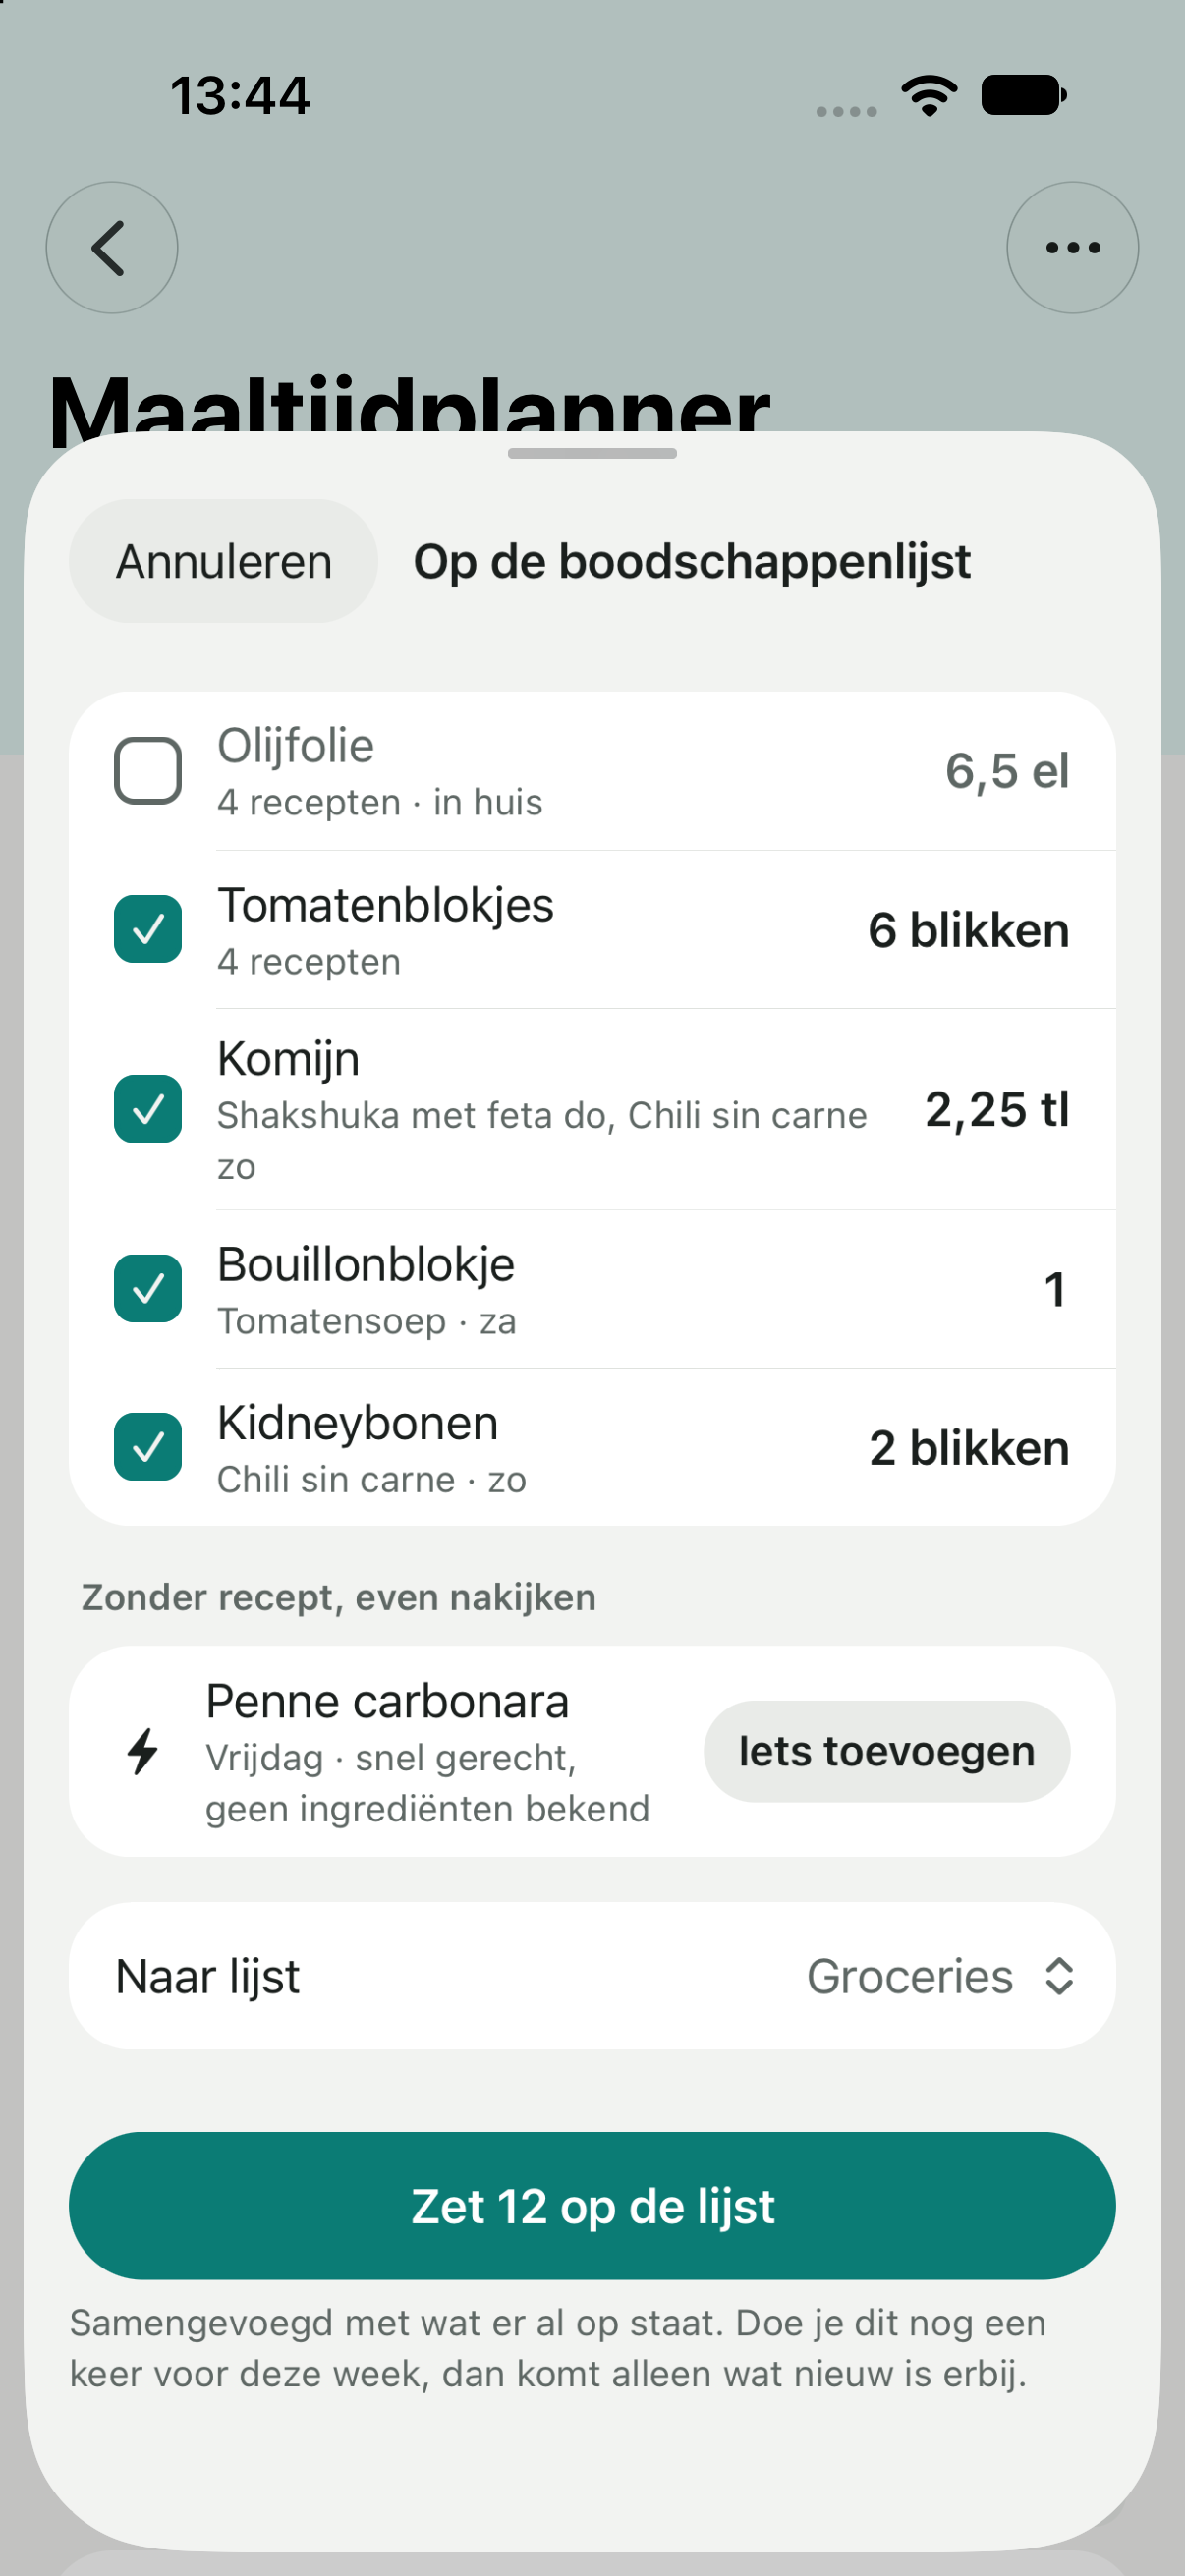 13:44
Maaltijdplanner
Annuleren
Op de boodschappenlijst
Olijfolie
4 recepten · in huis
6,5 el
Tomatenblokjes
4 recepten
6 blikken
Komijn
Shakshuka met feta do, Chili sin carne
zo
2,25 tl
Bouillonblokje
Tomatensoep · za
1
Kidneybonen
Chili sin carne · zo
2 blikken
Zonder recept, even nakijken
Penne carbonara
Vrijdag · snel gerecht,
geen ingrediënten bekend
Iets toevoegen
Naar lijst
Groceries
Zet 12 op de lijst
Samengevoegd met wat er al op staat. Doe je dit nog een
keer voor deze week, dan komt alleen wat nieuw is erbij.